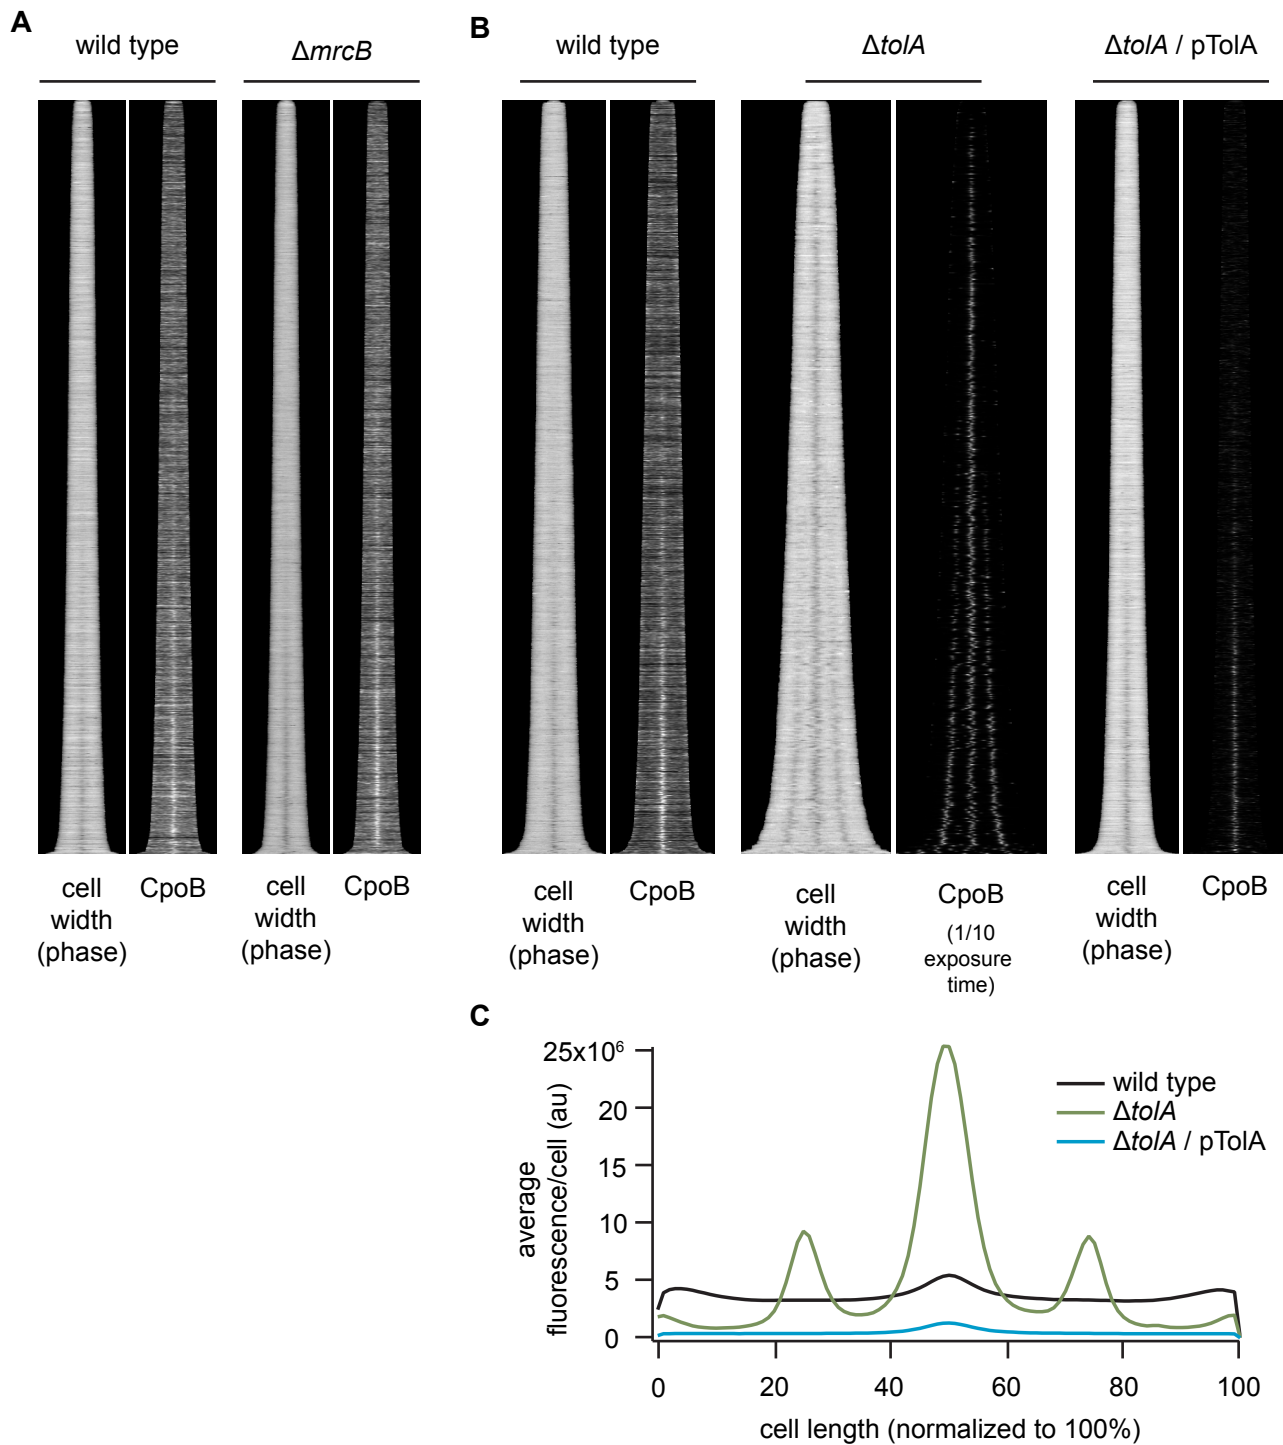 A
wild type
ΔmrcB
B
wild type
ΔtolA
ΔtolA / pTolA
cell
width
(phase)
CpoB
cell
width
(phase)
CpoB
cell
width
(phase)
CpoB
cell
width
(phase)
CpoB
(1/10
exposure
time)
cell
width
(phase)
CpoB
C
average
fluorescence/cell (au)
25x10⁶
20
15
10
5
0
wild type
ΔtolA
ΔtolA / pTolA
0
20
40
60
80
100
cell length (normalized to 100%)